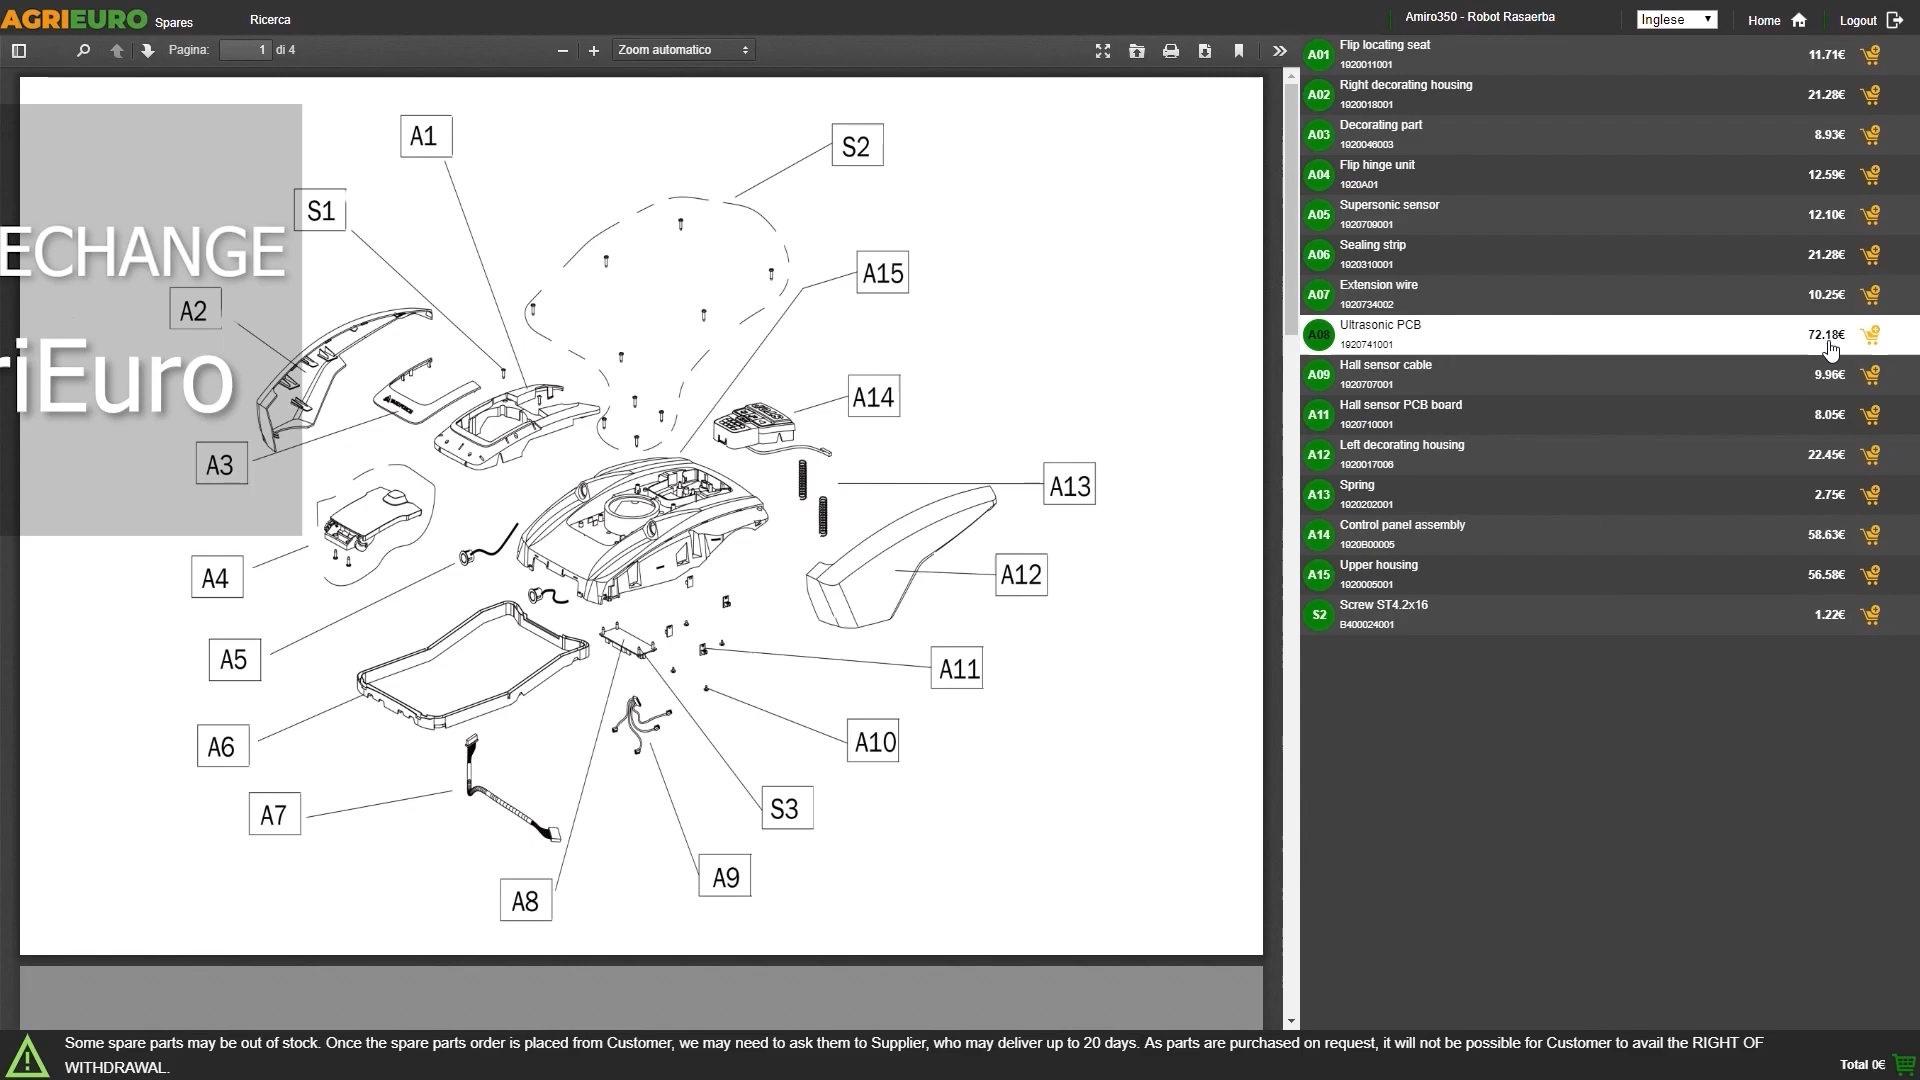 AGRIEURO Spares
Ricerca
Amiro350 - Robot Rasaerba
Inglese
Home
Logout
Pagina: 1 di 4
Zoom automatico
ECHANGE
riEuro
A1
S2
S1
A15
A2
A14
A3
A13
A4
A12
A5
A11
A6
A10
A7
S3
A9
A8
A01 Flip locating seat 11.71€
1920011001
A02 Right decorating housing 21.28€
1920018001
A03 Decorating part 8.93€
1920046003
A04 Flip hinge unit 12.59€
1920A01
A05 Supersonic sensor 12.10€
1920709001
A06 Sealing strip 21.28€
1920310001
A07 Extension wire 10.25€
1920734002
A08 Ultrasonic PCB 72.18€
1920741001
A09 Hall sensor cable 9.96€
1920707001
A11 Hall sensor PCB board 8.05€
1920710001
A12 Left decorating housing 22.45€
1920017006
A13 Spring 2.75€
1920202001
A14 Control panel assembly 58.63€
1920B00005
A15 Upper housing 56.58€
1920005001
S2 Screw ST4.2x16 1.22€
B400024001
Some spare parts may be out of stock. Once the spare parts order is placed from Customer, we may need to ask them to Supplier, who may deliver up to 20 days. As parts are purchased on request, it will not be possible for Customer to avail the RIGHT OF
WITHDRAWAL.
Total 0€